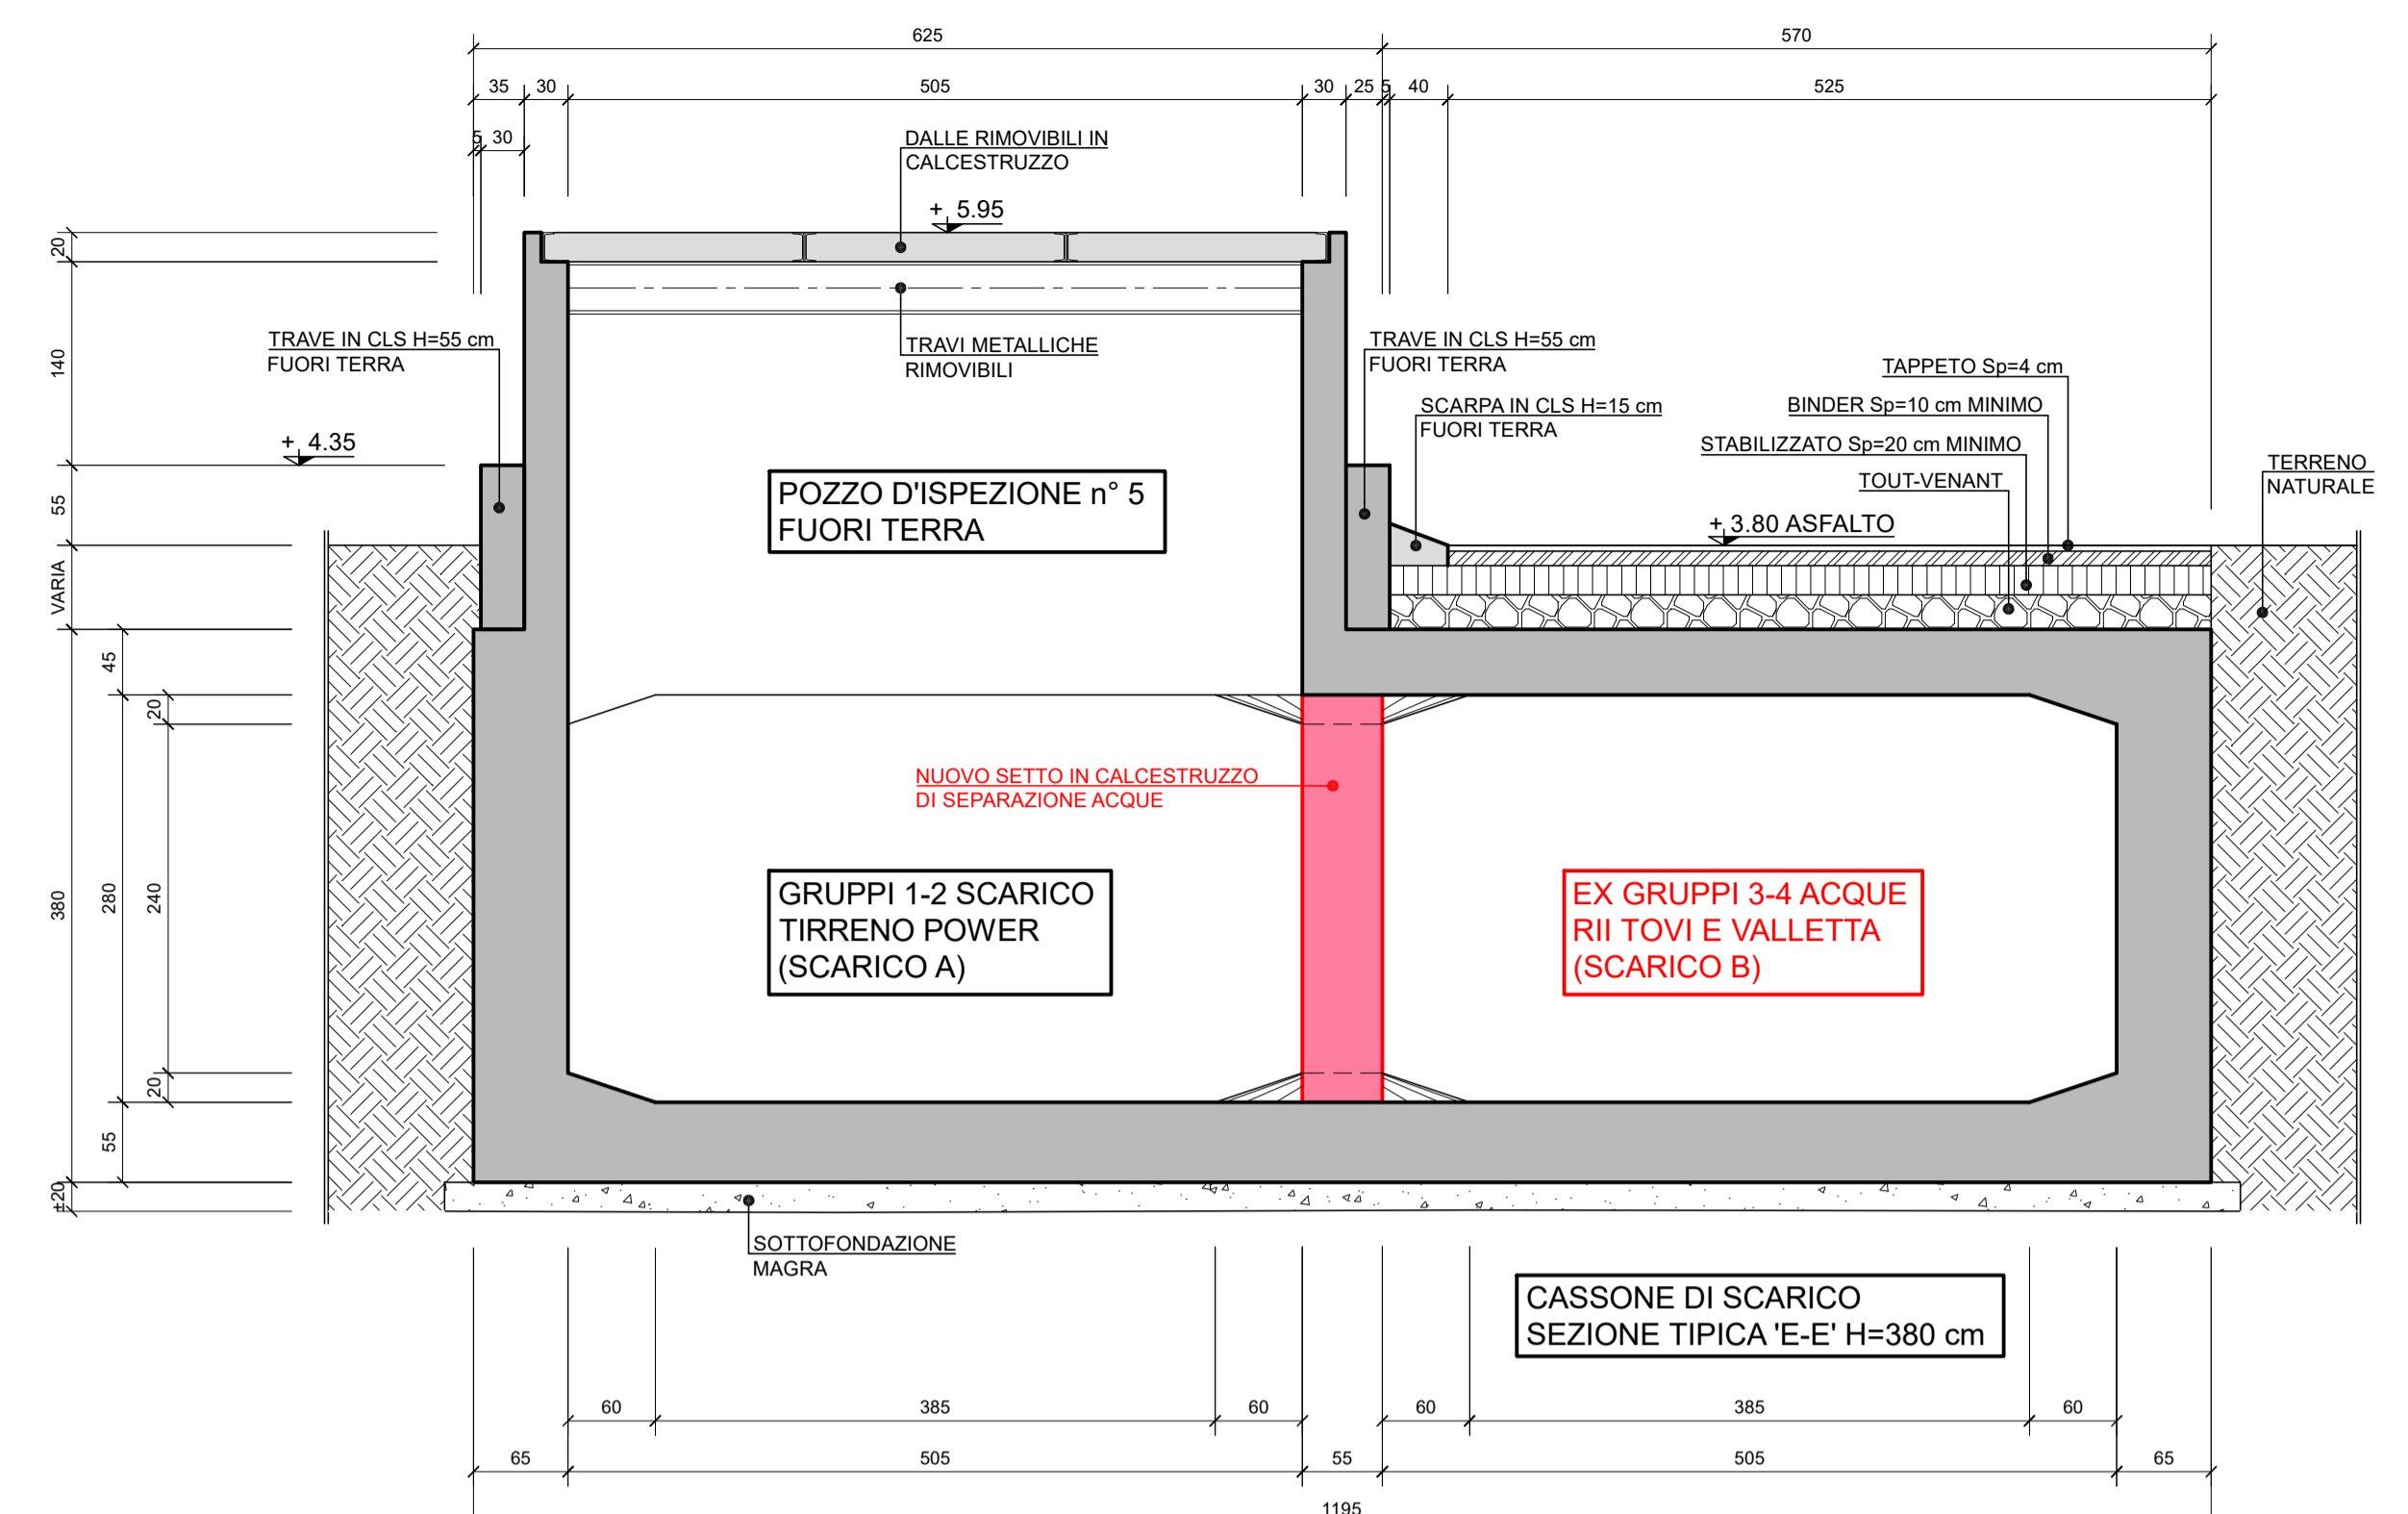 625
570
35
30
505
30
25
5
40
525
5
30
DALLE RIMOVIBILI IN
CALCESTRUZZO
+ 5.95
20
TRAVE IN CLS H=55 cm
FUORI TERRA
TRAVI METALLICHE
RIMOVIBILI
TRAVE IN CLS H=55 cm
FUORI TERRA
140
TAPPETO Sp=4 cm
SCARPA IN CLS H=15 cm
FUORI TERRA
BINDER Sp=10 cm MINIMO
+ 4.35
STABILIZZATO Sp=20 cm MINIMO
TERRENO
NATURALE
TOUT-VENANT
POZZO D'ISPEZIONE n° 5
FUORI TERRA
55
+ 3.80 ASFALTO
VARIA
45
20
NUOVO SETTO IN CALCESTRUZZO
DI SEPARAZIONE ACQUE
380
280
240
GRUPPI 1-2 SCARICO
TIRRENO POWER
(SCARICO A)
EX GRUPPI 3-4 ACQUE
RII TOVI E VALLETTA
(SCARICO B)
20
55
±20
SOTTOFONDAZIONE
MAGRA
CASSONE DI SCARICO
SEZIONE TIPICA 'E-E' H=380 cm
60
385
60
60
385
60
65
505
55
505
65
1195